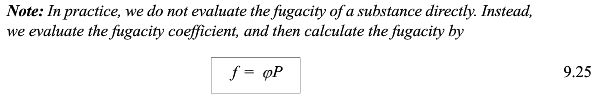 Note: In practice, we do not evaluate the fugacity of a substance directly. Instead,
we evaluate the fugacity coefficient, and then calculate the fugacity by
f = φP 9.25